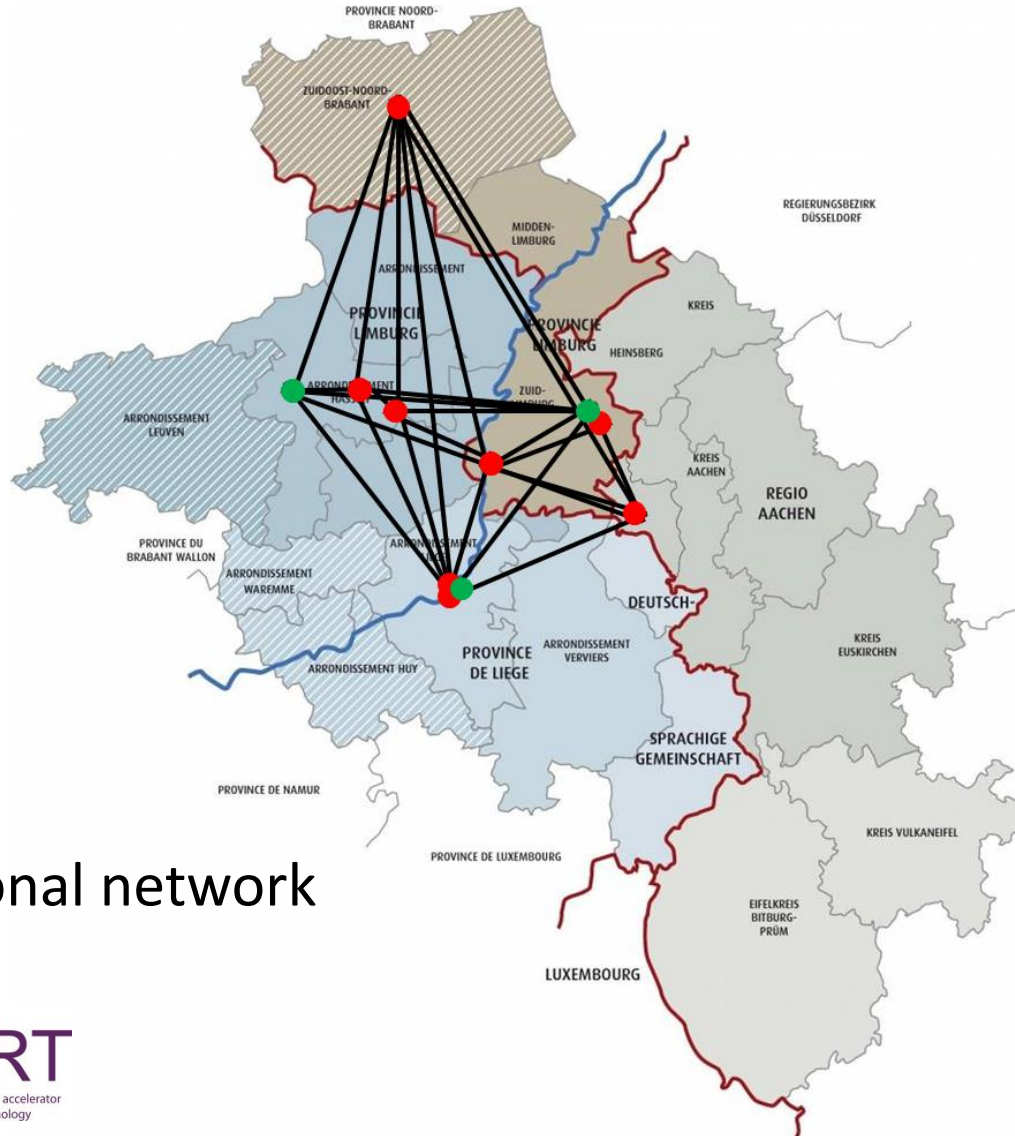 PROVINCIE NOORD-
BRABANT
ZUIDOOST-NOORD-
BRABANT
REGIERUNGSBEZIRK
DÜSSELDORF
MIDDEN-
LIMBURG
ARRONDISSEMENT
KREIS
PROVINCIE
LIMBURG
PROVINCIE
LIMBURG
HEINSBERG
ARRONDISSEMENT
ZUID-
ARRONDISSEMENT
LEUVEN
KREIS
AACHEN
REGIO
AACHEN
PROVINCE DU
BRABANT WALLON
ARRONDISSEMENT
ARRONDISSEMENT
WAREMME
DEUTSCH-
PROVINCE
DE LIEGE
ARRONDISSEMENT
VERVIERS
KREIS
EUSKIRCHEN
ARRONDISSEMENT HUY
SPRACHIGE
GEMEINSCHAFT
PROVINCE DE NAMUR
KREIS VULKANEIFEL
PROVINCE DE LUXEMBOURG
onal network
EIFELKREIS
BITBURG-
PRÜM
LUXEMBOURG
RT
accelerator
nology